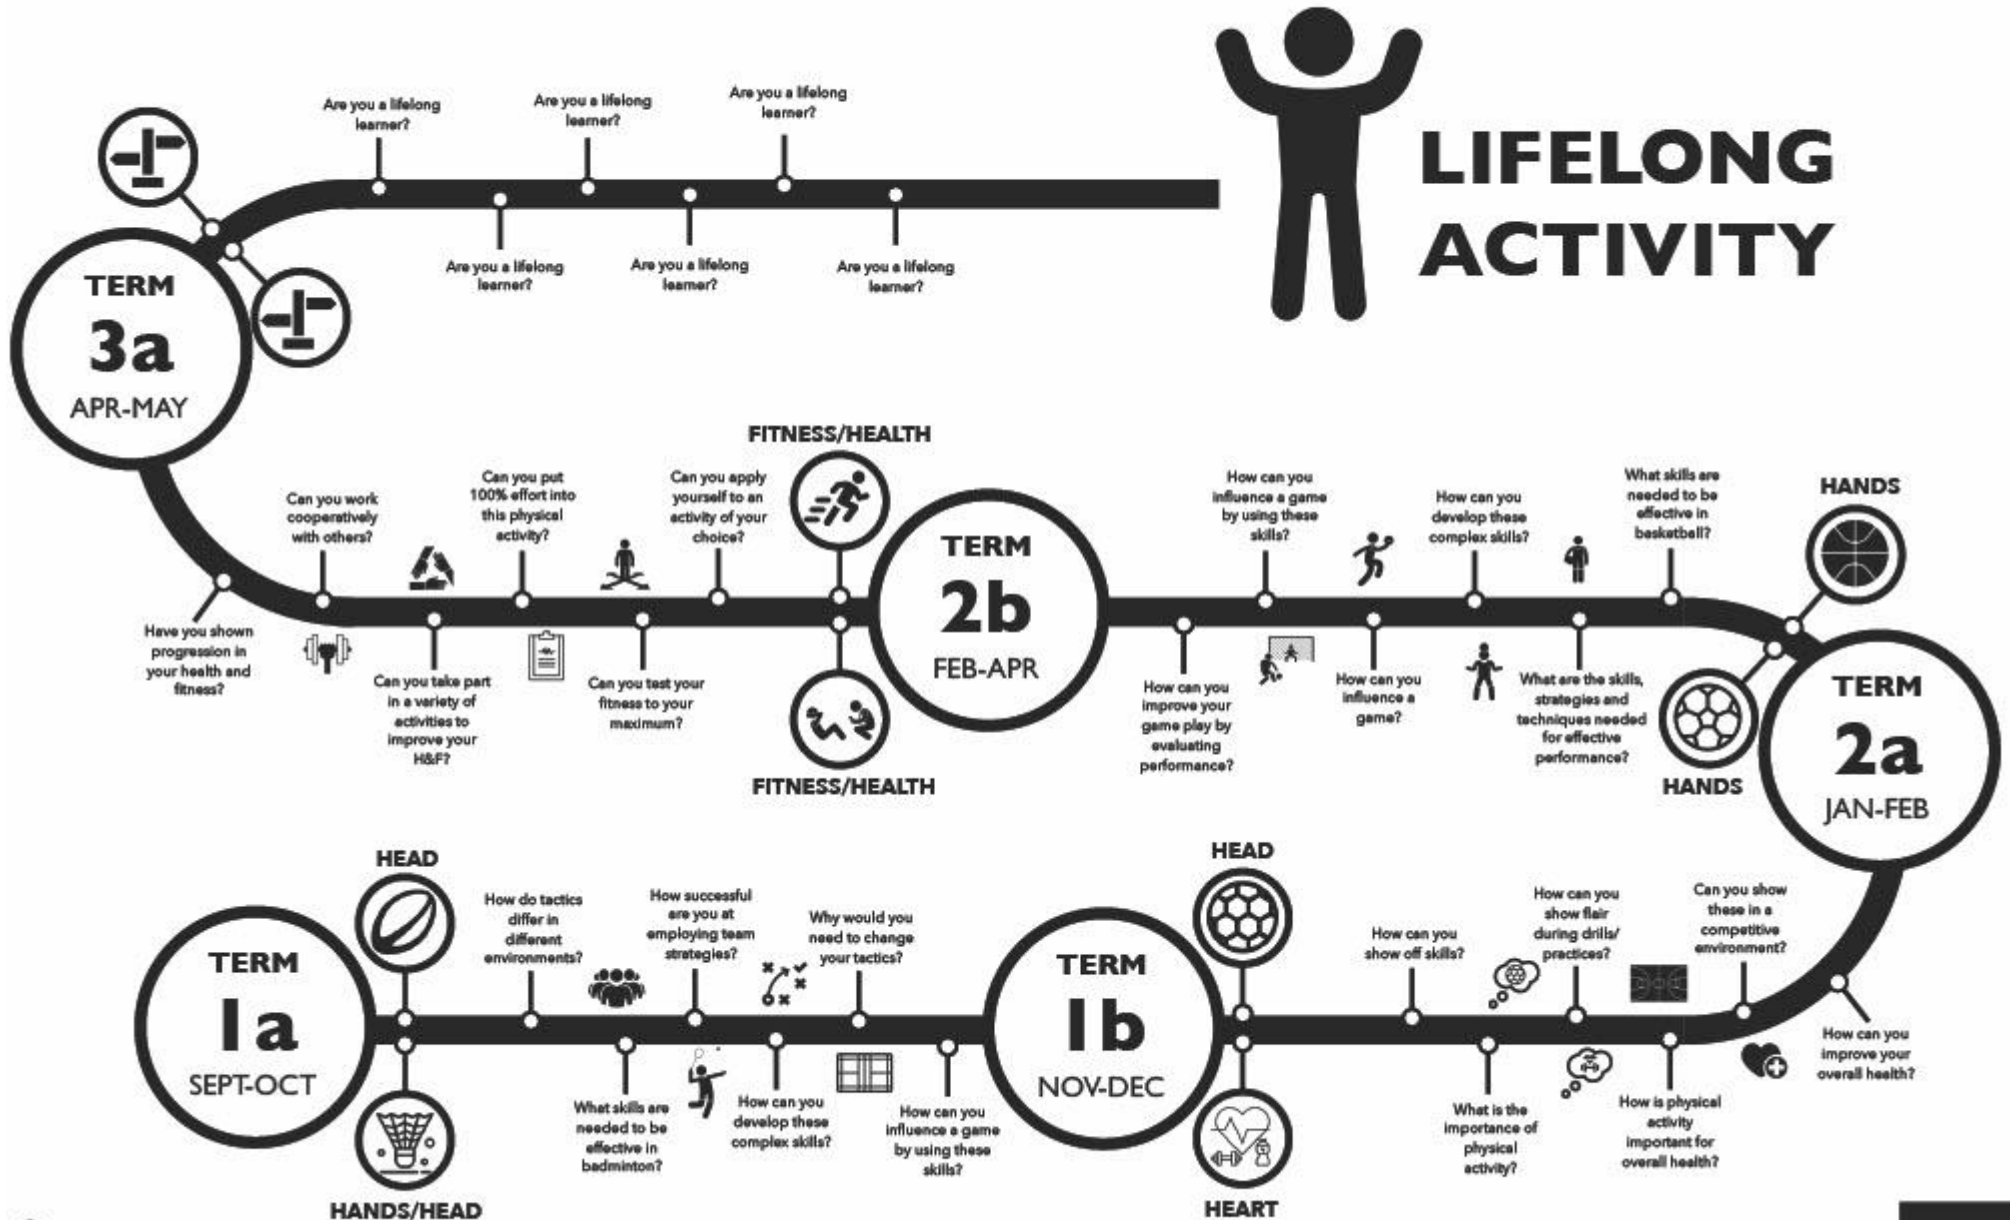 LIFELONG
ACTIVITY
Are you a lifelong
learner?
Are you a lifelong
learner?
Are you a lifelong
learner?
Are you a lifelong
learner?
Are you a lifelong
learner?
Are you a lifelong
learner?
TERM
3a
APR-MAY
Have you shown
progression in
your health and
fitness?
Can you work
cooperatively
with others?
Can you take part
in a variety of
activities to
improve your
H&F?
Can you put
100% effort into
this physical
activity?
Can you test your
fitness to your
maximum?
Can you apply
yourself to an
activity of your
choice?
FITNESS/HEALTH
FITNESS/HEALTH
TERM
2b
FEB-APR
How can you
improve your
game play by
evaluating
performance?
How can you
influence a game
by using these
skills?
How can you
influence a
game?
How can you
develop these
complex skills?
What are the skills,
strategies and
techniques needed
for effective
performance?
What skills are
needed to be
effective in
basketball?
HANDS
HANDS
TERM
2a
JAN-FEB
TERM
1a
SEPT-OCT
HEAD
HANDS/HEAD
How do tactics
differ in
different
environments?
What skills are
needed to be
effective in
badminton?
How successful
are you at
employing team
strategies?
How can you
develop these
complex skills?
Why would you
need to change
your tactics?
How can you
influence a game
by using these
skills?
TERM
1b
NOV-DEC
HEAD
HEART
How can you
show off skills?
What is the
importance of
physical
activity?
How can you
show flair
during drills/
practices?
How is physical
activity
important for
overall health?
Can you show
these in a
competitive
environment?
How can you
improve your
overall health?